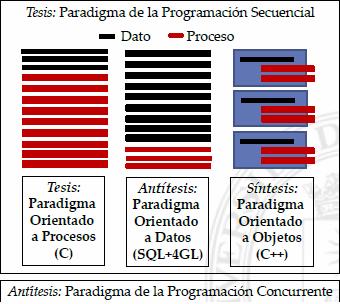 Tesis: Paradigma de la Programación Secuencial
Dato Proceso
Tesis:
Paradigma
Orientado
a Procesos
(C)
Antítesis:
Paradigma
Orientado
a Datos
(SQL+4GL)
Síntesis:
Paradigma
Orientado
a Objetos
(C++)
Antítesis: Paradigma de la Programación Concurrente